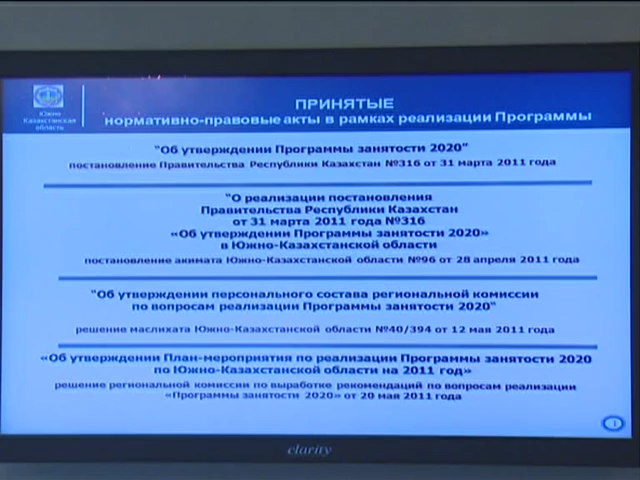 Южно
Казахстанская
область
ПРИНЯТЫЕ
нормативно-правовые акты в рамках реализации Программы
"Об утверждении Программы занятости 2020"
постановление Правительства Республики Казахстан №316 от 31 марта 2011 года
"О реализации постановления
Правительства Республики Казахстан
от 31 марта 2011 года №316
«Об утверждении Программы занятости 2020»
в Южно-Казахстанской области
постановление акимата Южно-Казахстанской области №96 от 28 апреля 2011 года
"Об утверждении персонального состава региональной комиссии
по вопросам реализации Программы занятости 2020"
решение маслихата Южно-Казахстанской области №40/394 от 12 мая 2011 года
«Об утверждении План-мероприятия по реализации Программы занятости 2020
по Южно-Казахстанской области на 2011 год»
решение региональной комиссии по выработке рекомендаций по вопросам реализации
«Программы занятости 2020» от 20 мая 2011 года
clarity